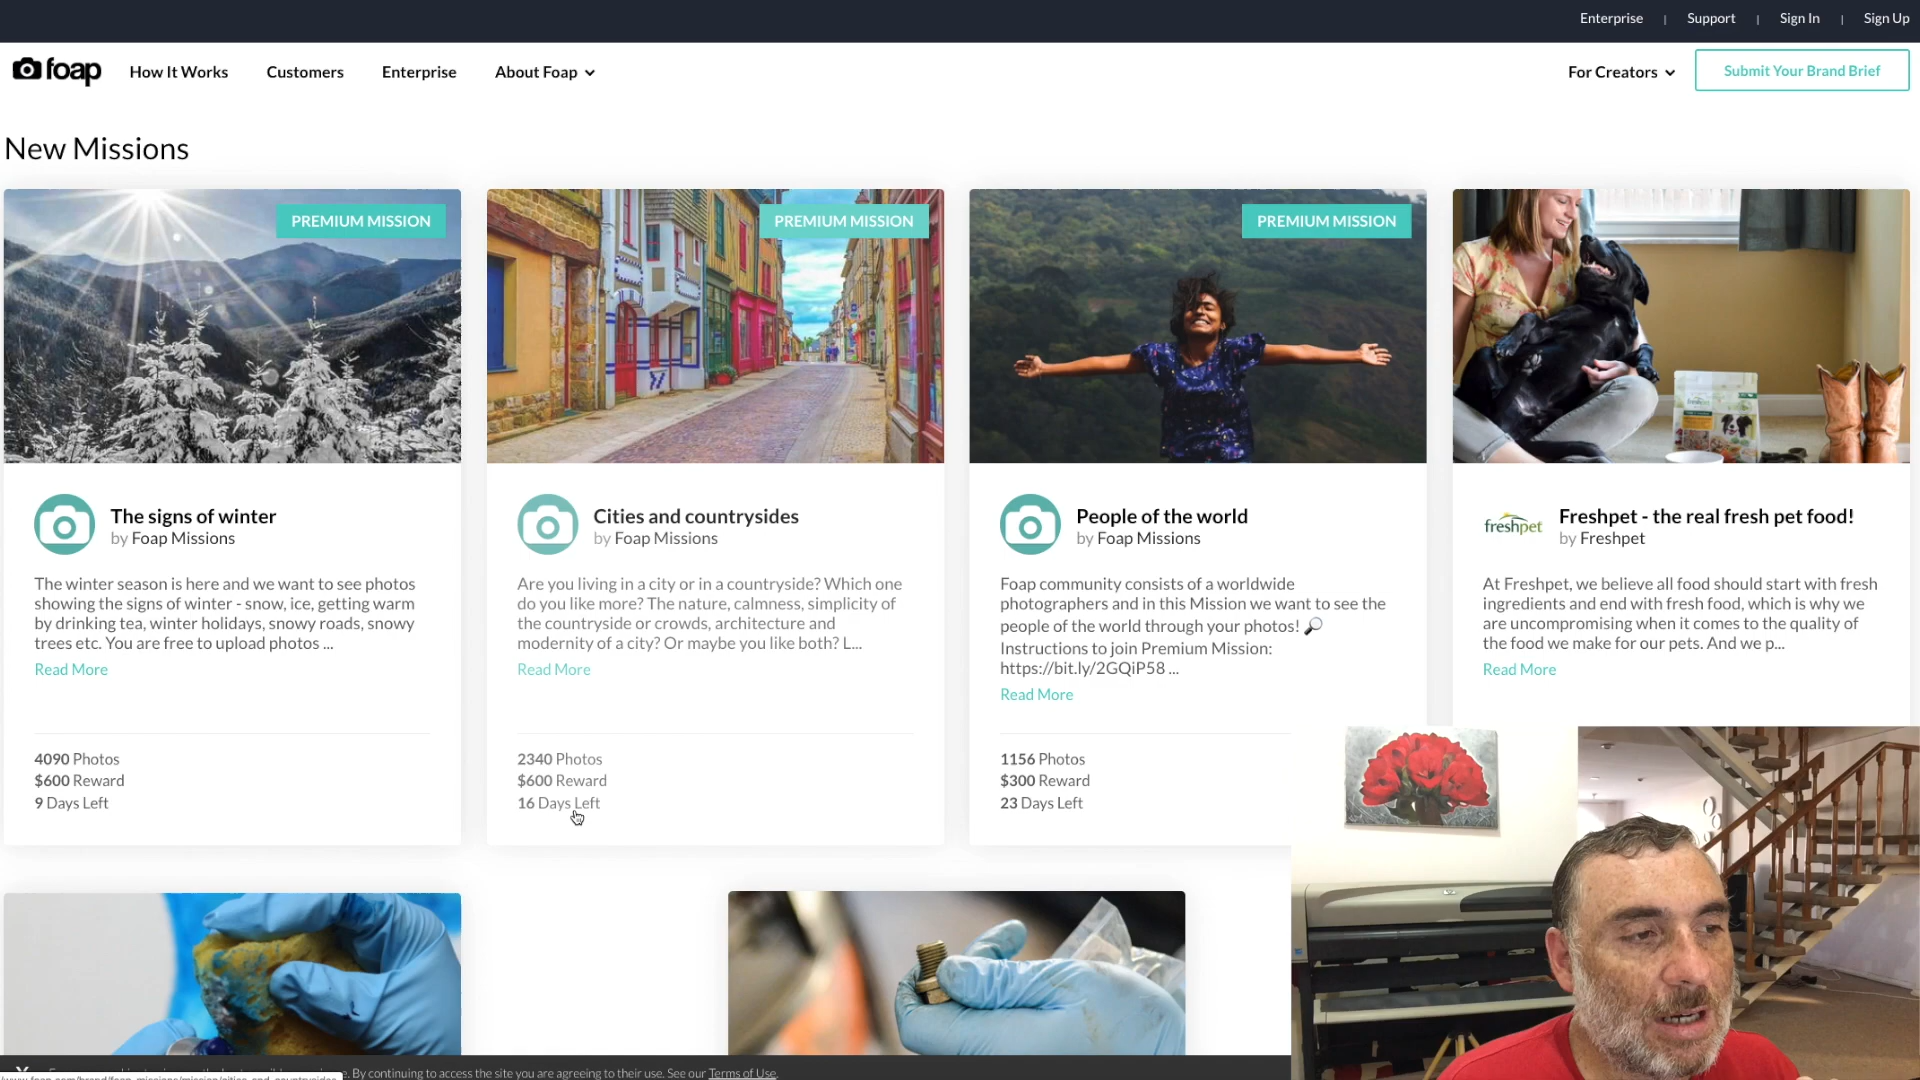 Enterprise | Support | Sign In | Sign Up
foap How It Works Customers Enterprise About Foap For Creators Submit Your Brand Brief
New Missions
PREMIUM MISSION
The signs of winter
by Foap Missions
The winter season is here and we want to see photos
showing the signs of winter - snow, ice, getting warm
by drinking tea, winter holidays, snowy roads, snowy
trees etc. You are free to upload photos ...
Read More
4090 Photos
$600 Reward
9 Days Left
PREMIUM MISSION
Cities and countrysides
by Foap Missions
Are you living in a city or in a countryside? Which one
do you like more? The nature, calmness, simplicity of
the countryside or crowds, architecture and
modernity of a city? Or maybe you like both? L...
Read More
2340 Photos
$600 Reward
16 Days Left
PREMIUM MISSION
People of the world
by Foap Missions
Foap community consists of a worldwide
photographers and in this Mission we want to see the
people of the world through your photos! 🔎
Instructions to join Premium Mission:
https://bit.ly/2GQiP58 ...
Read More
1156 Photos
$300 Reward
23 Days Left
freshpet
freshpet
Freshpet - the real fresh pet food!
by Freshpet
At Freshpet, we believe all food should start with fresh
ingredients and end with fresh food, which is why we
are uncompromising when it comes to the quality of
the food we make for our pets. And we p...
Read More
By continuing to access the site you are agreeing to their use. See our Terms of Use.